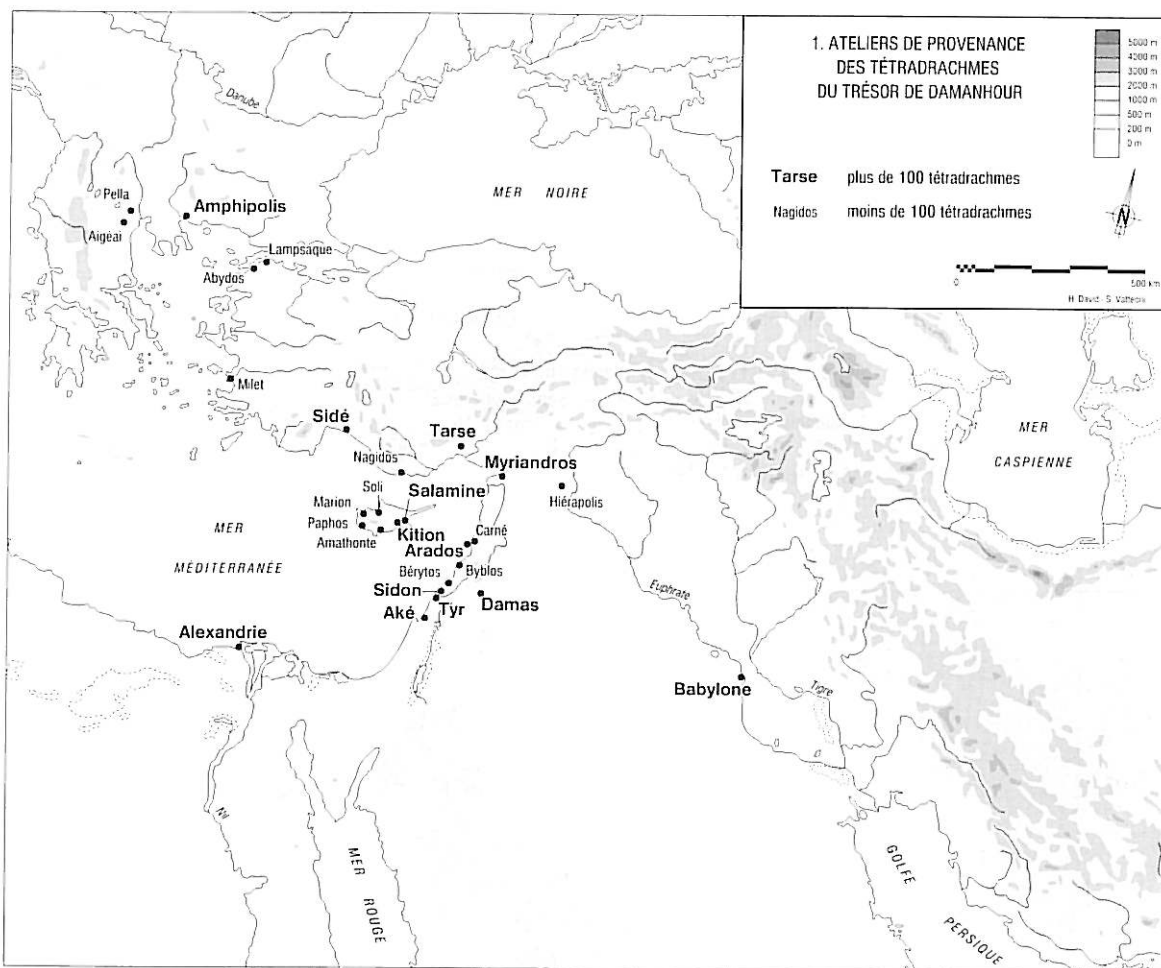 1. ATELIERS DE PROVENANCE
DES TÉTRADRACHMES
DU TRÉSOR DE DAMANHOUR
5000 m
4000 m
3000 m
2000 m
1000 m
500 m
200 m
0 m
Tarse plus de 100 tétradrachmes
Nagidos moins de 100 tétradrachmes
N
0 500 km
H. David - S. Vatteoni
Danube
MER NOIRE
Pella
Amphipolis
Aigéai
Lampsaque
Abydos
Milet
Sidé
Tarse
MER
CASPIENNE
Nagidos
Myriandros
Soli
Salamine
Hiérapolis
Marion
Paphos
Kition
Carné
Amathonte
Arados
MER
MÉDITERRANÉE
Bérytos
Byblos
Sidon
Damas
Tyr
Aké
Euphrate
Alexandrie
Babylone
Tigre
Nil
MER ROUGE
GOLFE
PERSIQUE